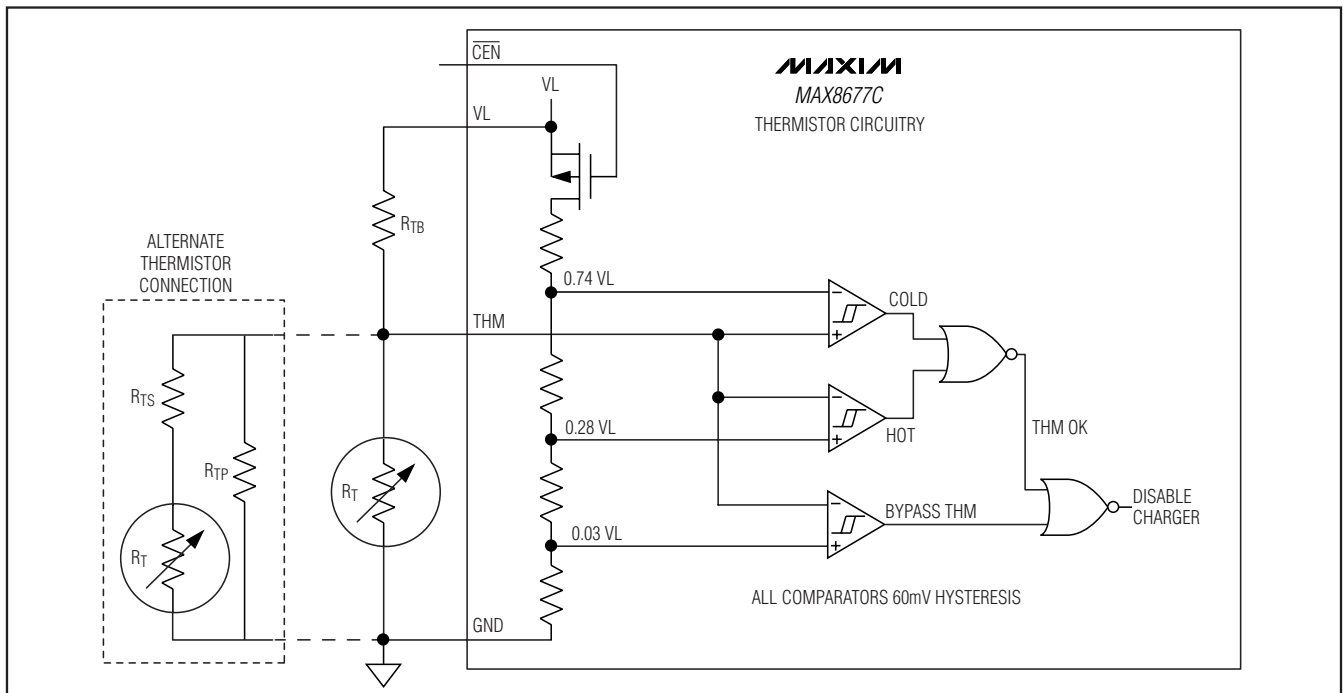 CEN
MAXIM
MAX8677C
THERMISTOR CIRCUITRY
VL
VL
RTB
ALTERNATE
THERMISTOR
CONNECTION
0.74 VL
COLD
THM
RTS
RTP
RT
0.28 VL
HOT
THM OK
RT
BYPASS THM
DISABLE
CHARGER
0.03 VL
ALL COMPARATORS 60mV HYSTERESIS
GND